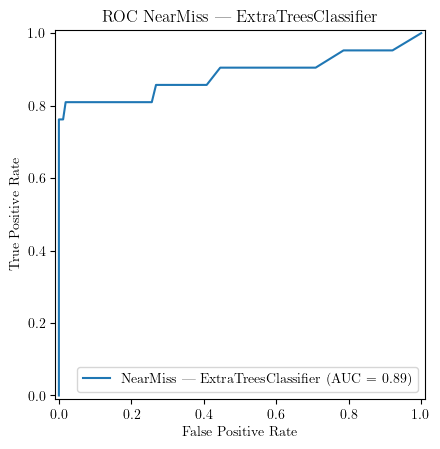 ROC NearMiss — ExtraTreesClassifier
1.0
0.8
0.6
0.4
0.2
0.0
True Positive Rate
NearMiss — ExtraTreesClassifier (AUC = 0.89)
0.0 0.2 0.4 0.6 0.8 1.0
False Positive Rate